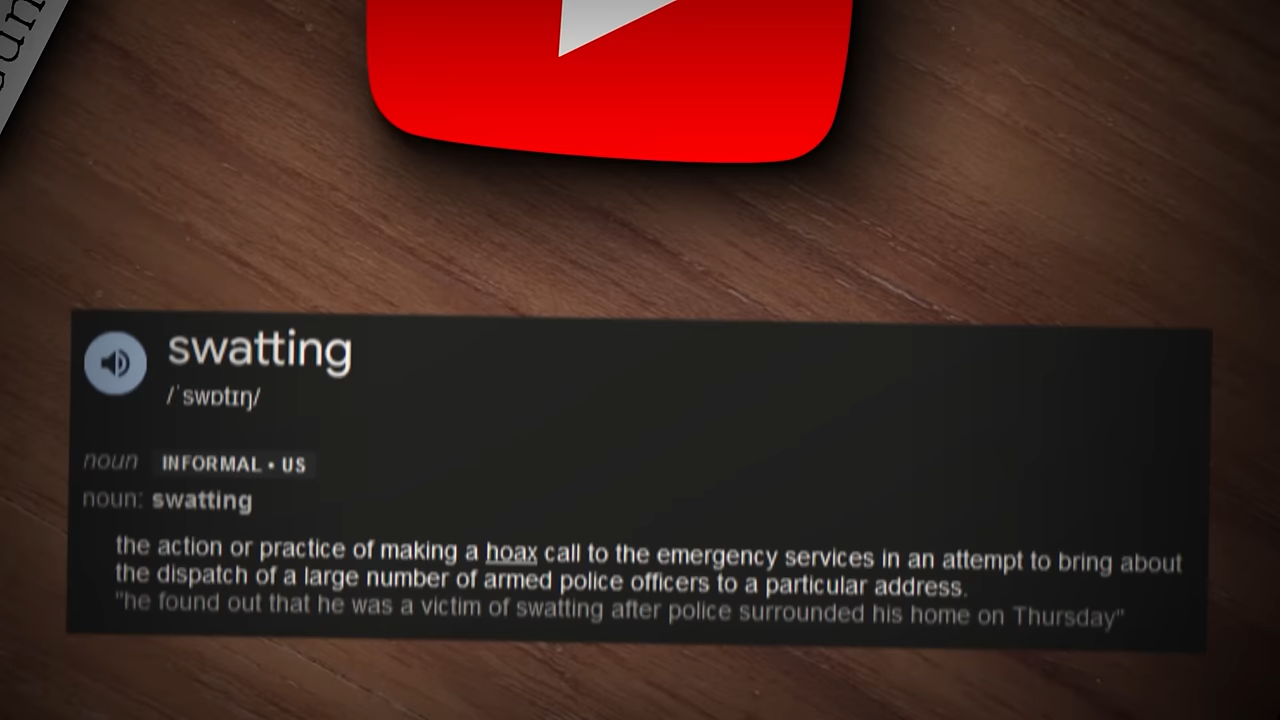 swatting
/ˈswɒtɪŋ/
noun INFORMAL • US
noun: swatting
the action or practice of making a hoax call to the emergency services in an attempt to bring about
the dispatch of a large number of armed police officers to a particular address.
"he found out that he was a victim of swatting after police surrounded his home on Thursday"